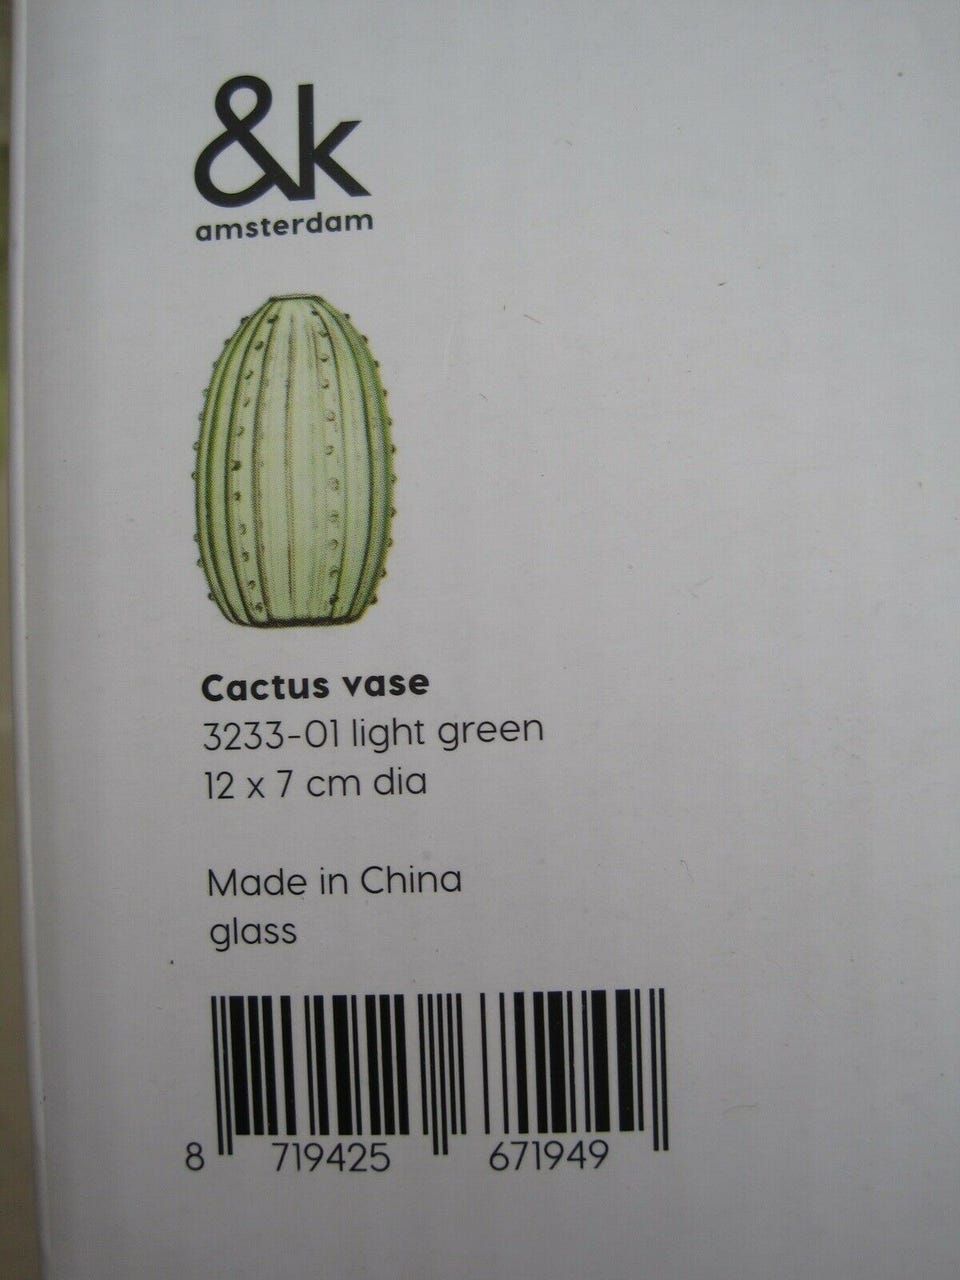 &k
amsterdam
Cactus vase
3233-01 light green
12 x 7 cm dia
Made in China
glass
8 719425 671949